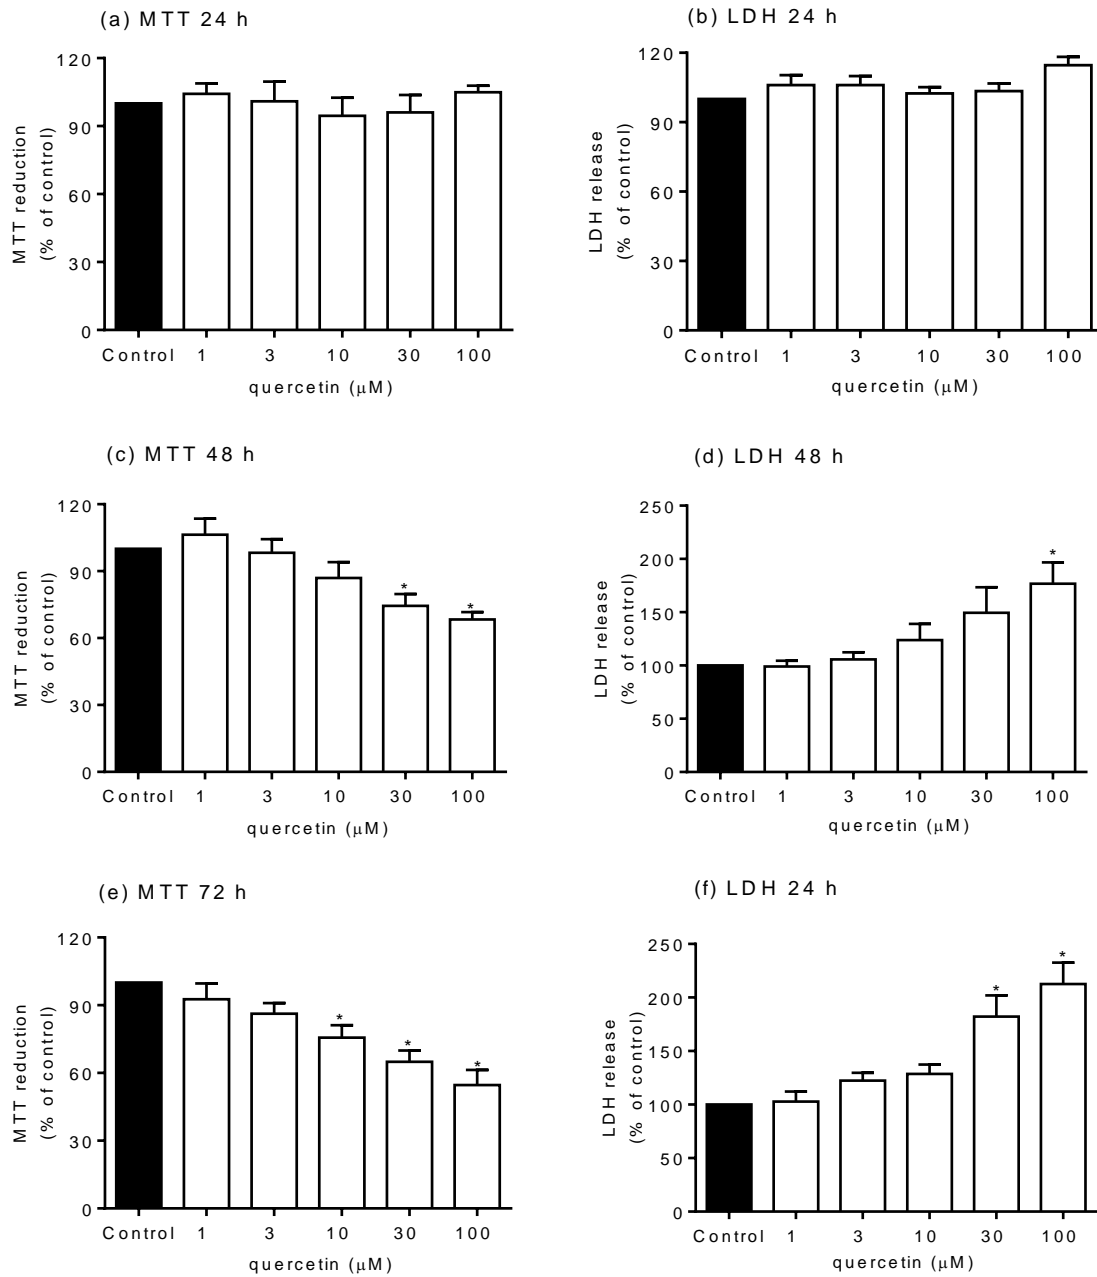 (a) MTT 24 h
120
90
60
30
0
MTT reduction
(% of control)
Control 1 3 10 30 100
quercetin (μM)
(b) LDH 24 h
120
90
60
30
0
LDH release
(% of control)
Control 1 3 10 30 100
quercetin (μM)
(c) MTT 48 h
120
90
60
30
0
MTT reduction
(% of control)
* *
Control 1 3 10 30 100
quercetin (μM)
(d) LDH 48 h
250
200
150
100
50
0
LDH release
(% of control)
*
Control 1 3 10 30 100
quercetin (μM)
(e) MTT 72 h
120
90
60
30
0
MTT reduction
(% of control)
* * *
Control 1 3 10 30 100
quercetin (μM)
(f) LDH 24 h
250
200
150
100
50
0
LDH release
(% of control)
* *
Control 1 3 10 30 100
quercetin (μM)